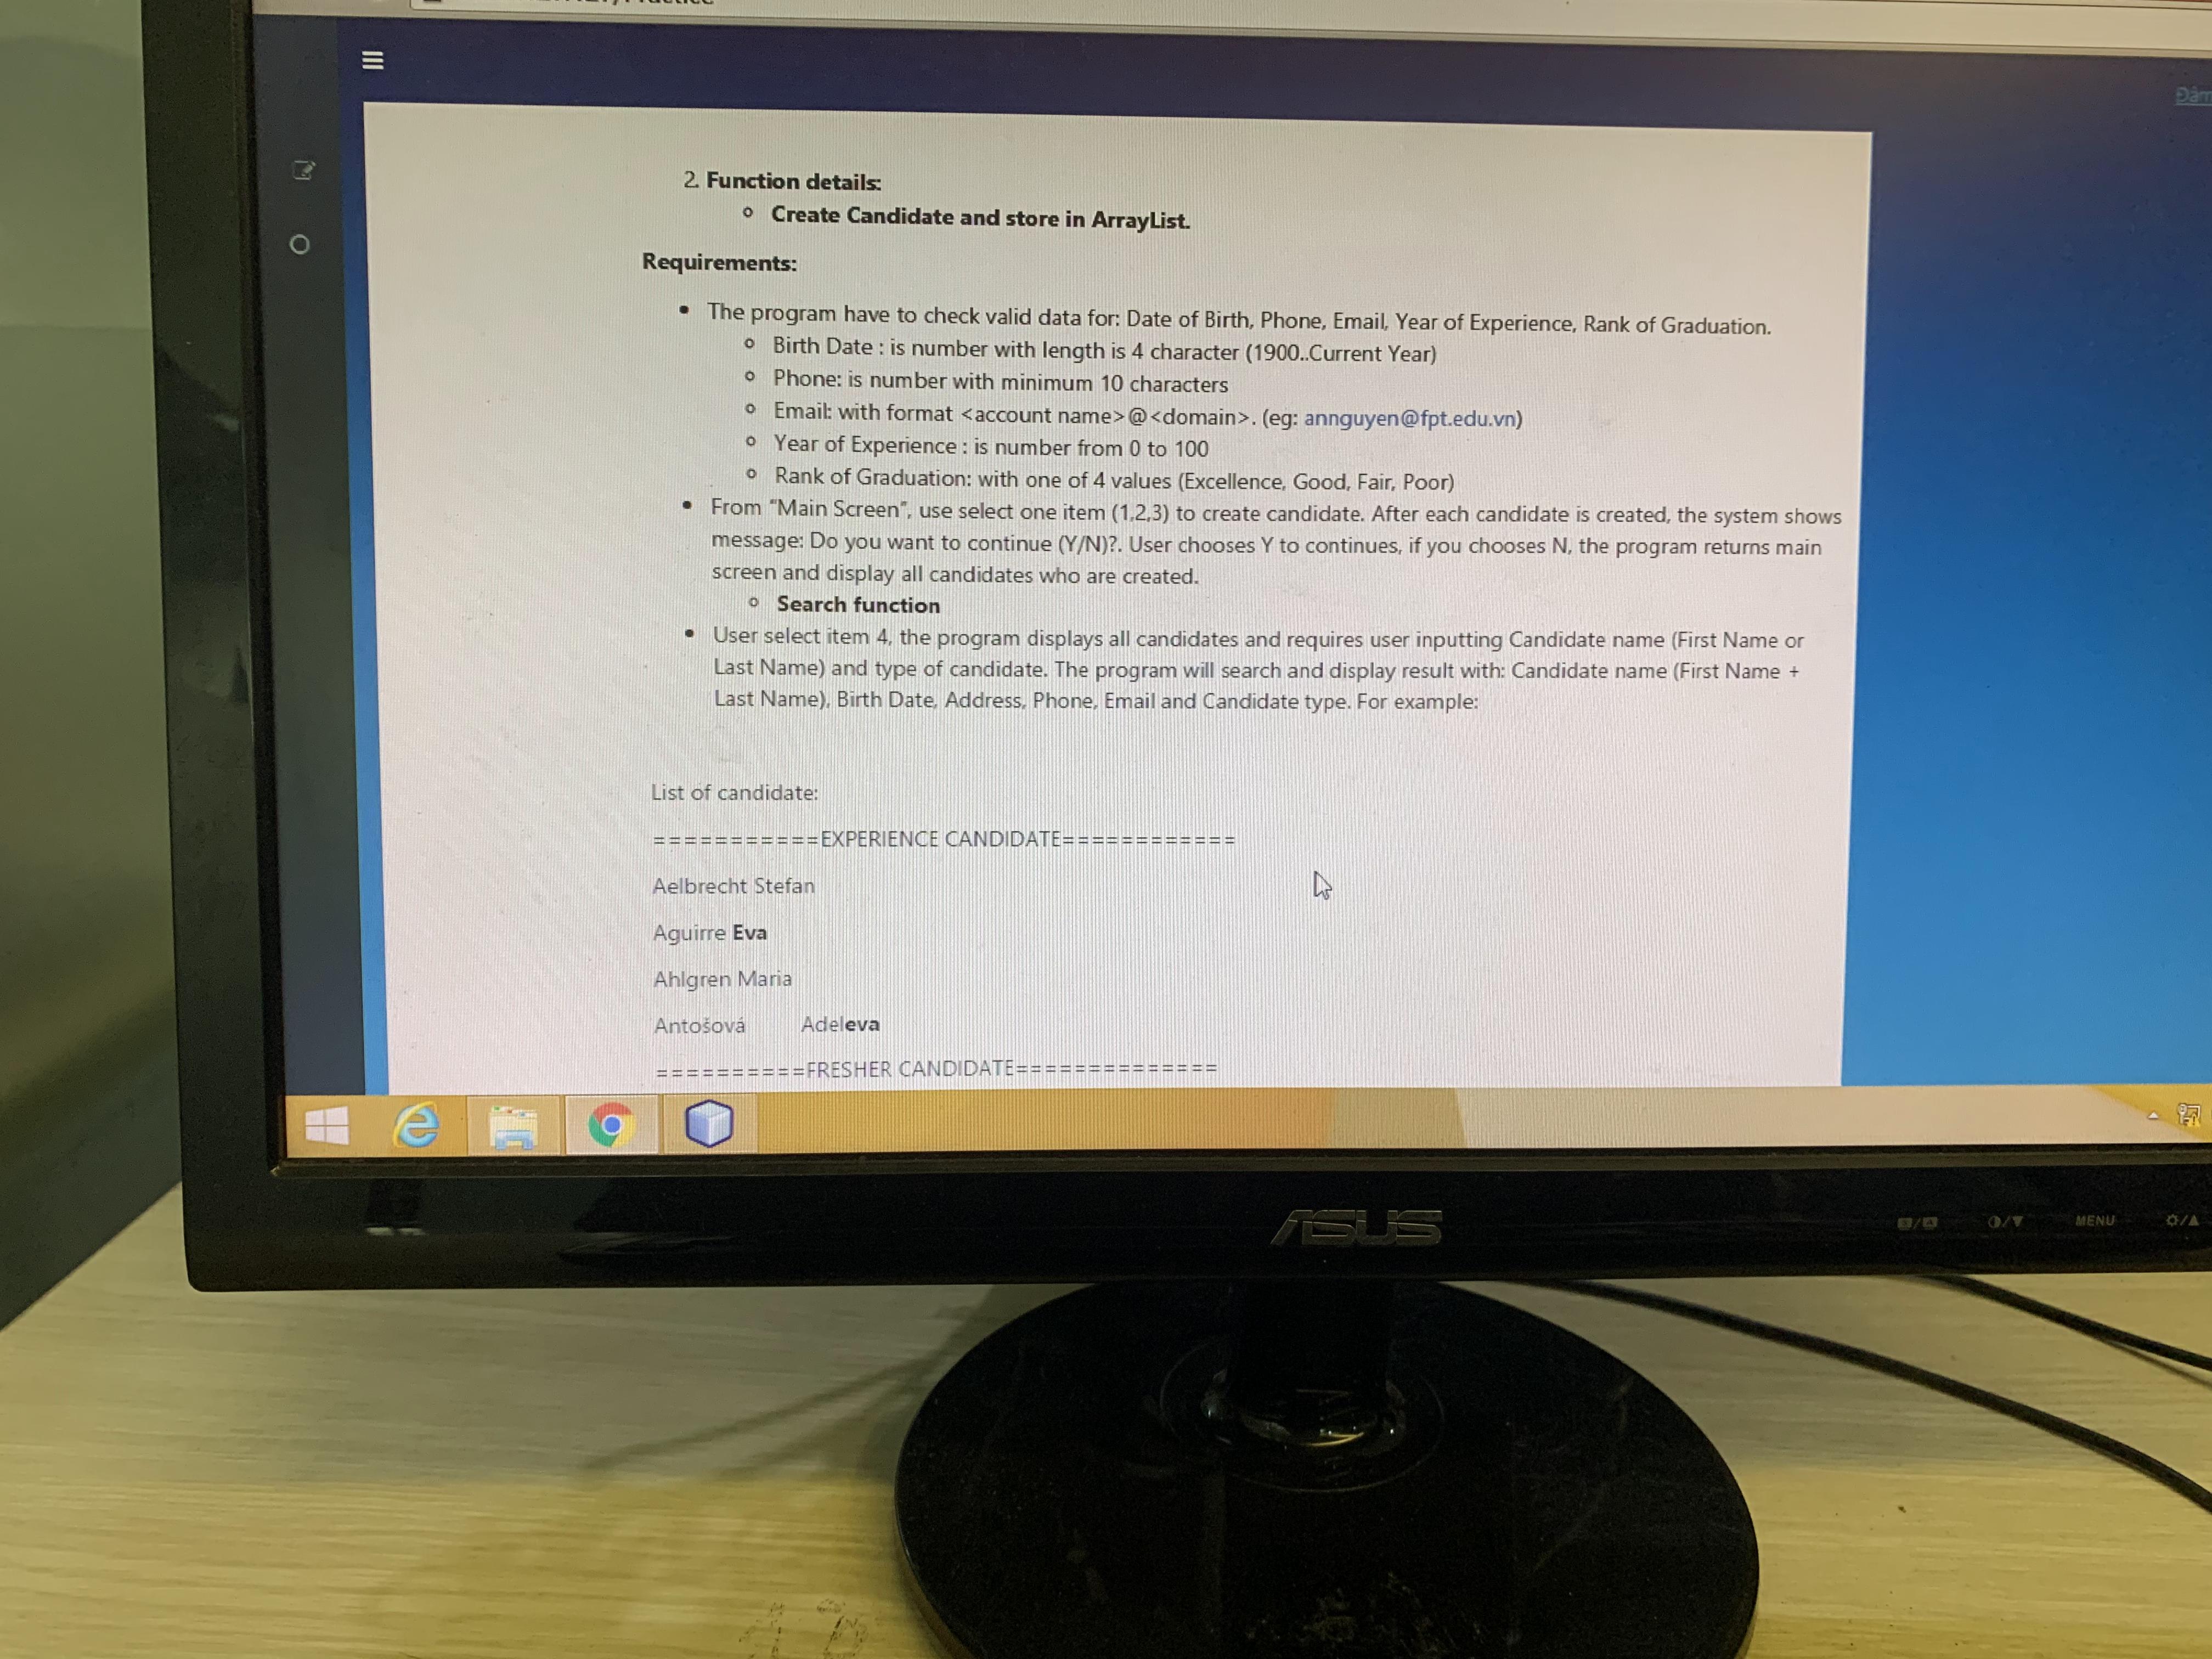 2. Function details:
Create Candidate and store in ArrayList.
Requirements:
The program have to check valid data for: Date of Birth, Phone, Email, Year of Experience, Rank of Graduation.
Birth Date : is number with length is 4 character (1900..Current Year)
Phone: is number with minimum 10 characters
Email: with format <account name>@<domain>. (eg: annguyen@fpt.edu.vn)
Year of Experience : is number from 0 to 100
Rank of Graduation: with one of 4 values (Excellence, Good, Fair, Poor)
From "Main Screen", use select one item (1,2,3) to create candidate. After each candidate is created, the system shows
message: Do you want to continue (Y/N)?. User chooses Y to continues, if you chooses N, the program returns main
screen and display all candidates who are created.
Search function
User select item 4, the program displays all candidates and requires user inputting Candidate name (First Name or
Last Name) and type of candidate. The program will search and display result with: Candidate name (First Name +
Last Name), Birth Date, Address, Phone, Email and Candidate type. For example:
List of candidate:
===========EXPERIENCE CANDIDATE============
Aelbrecht Stefan
Aguirre Eva
Ahlgren Maria
Antošová Adeleva
==========FRESHER CANDIDATE==============
ASUS
MENU